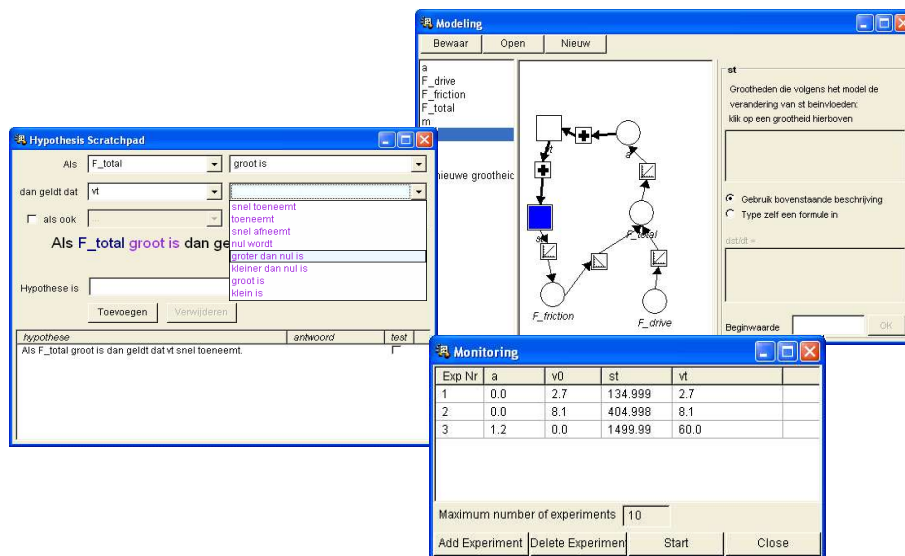 Modeling
Bewaar Open Nieuw
a
F_drive
F_friction
F_total
m
nieuwe grootheid
a
F_total
F_friction
F_drive
st
Grootheden die volgens het model de
verandering van st beinvloeden:
klik op een grootheid hierboven
Gebruik bovenstaande beschrijving
Type zelf een formule in
dst/dt =
Beginwaarde OK
Hypothesis Scratchpad
Als F_total groot is
dan geldt dat vt
snel toeneemt
toeneemt
snel afneemt
nul wordt
groter dan nul is
kleiner dan nul is
groot is
klein is
als ook ...
Als F_total groot is dan ge
Hypothese is
Toevoegen Verwijderen
hypothese antwoord test
Als F_total groot is dan geldt dat vt snel toeneemt.
Monitoring
Exp Nr a v0 st vt
1 0.0 2.7 134.999 2.7
2 0.0 8.1 404.998 8.1
3 1.2 0.0 1499.99 60.0
Maximum number of experiments 10
Add Experiment Delete Experiment Start Close